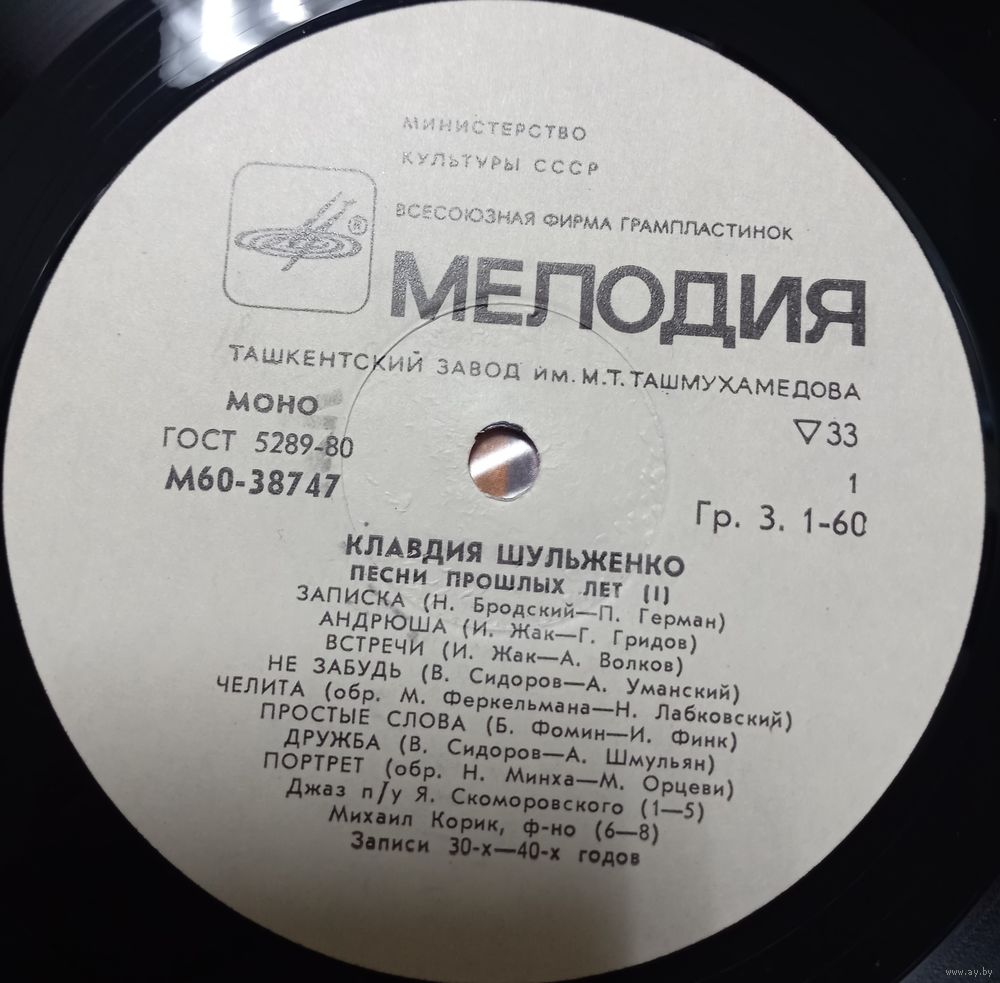 МИНИСТЕРСТВО
КУЛЬТУРЫ СССР
ВСЕСОЮЗНАЯ ФИРМА ГРАМПЛАСТИНОК
®
МЕЛОДИЯ
ТАШКЕНТСКИЙ ЗАВОД им. М.Т. ТАШМУХАМЕДОВА
МОНО
ГОСТ 5289-80
М60-38747
▽33
1
Гр. 3. 1-60
КЛАВДИЯ ШУЛЬЖЕНКО
ПЕСНИ ПРОШЛЫХ ЛЕТ (I)
ЗАПИСКА (Н. Бродский—П. Герман)
АНДРЮША (И. Жак—Г. Гридов)
ВСТРЕЧИ (И. Жак—А. Волков)
НЕ ЗАБУДЬ (В. Сидоров—А. Уманский)
ЧЕЛИТА (обр. М. Феркельмана—Н. Лабковский)
ПРОСТЫЕ СЛОВА (Б. Фомин—И. Финк)
ДРУЖБА (В. Сидоров—А. Шмульян)
ПОРТРЕТ (обр. Н. Минха—М. Орцеви)
Джаз п/у Я. Скоморовского (1—5)
Михаил Корик, ф-но (6—8)
Записи 30-х—40-х годов
www.ay.by